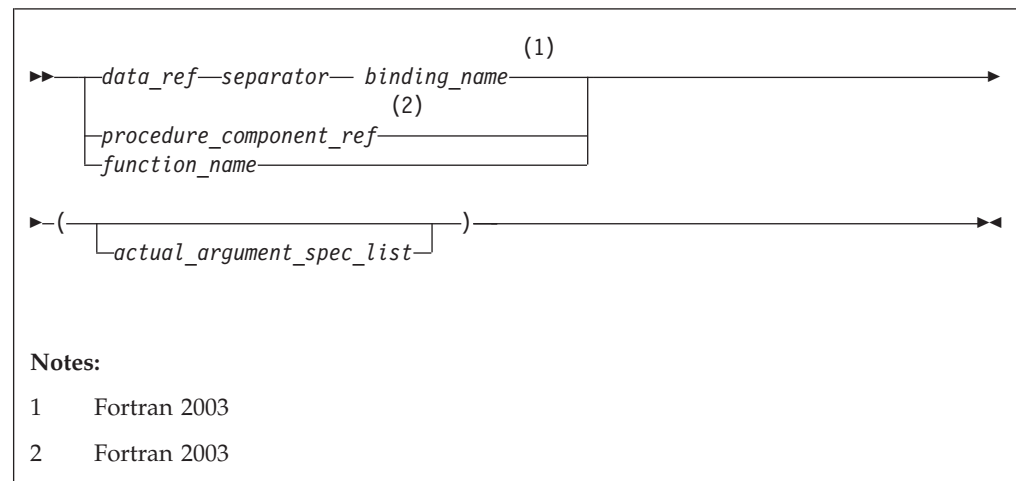 (1)
data_ref separator binding_name
(2)
procedure_component_ref
function_name
( )
actual_argument_spec_list
Notes:
1 Fortran 2003
2 Fortran 2003